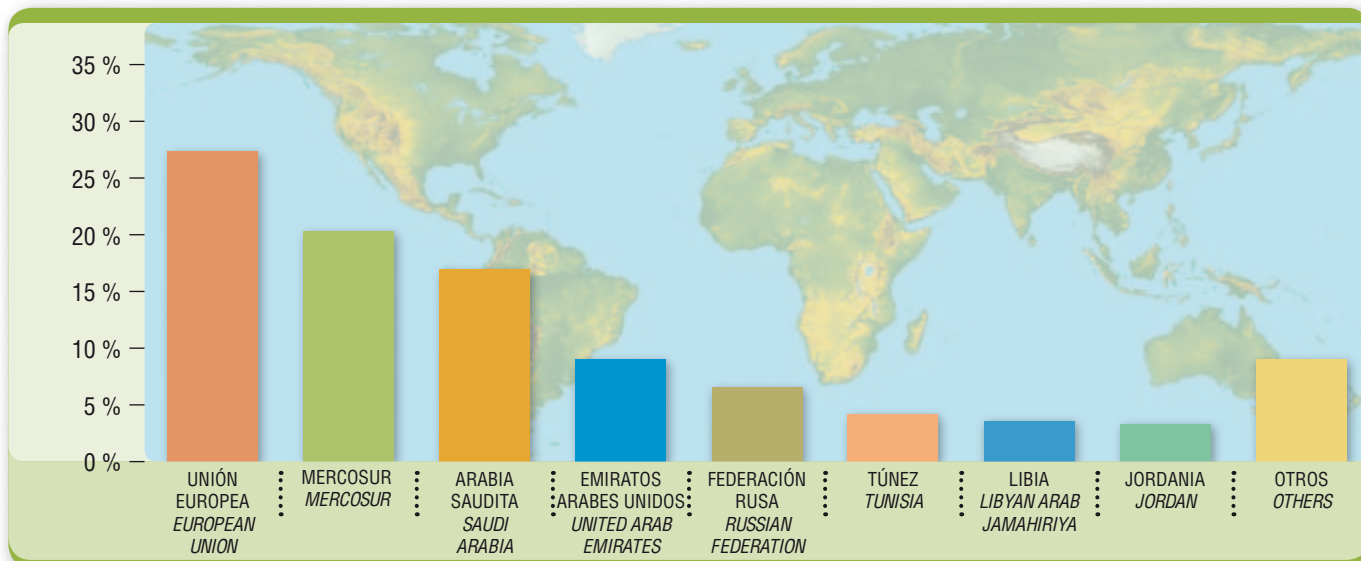 35 %
30 %
25 %
20 %
15 %
10 %
5 %
0 %
UNIÓN
EUROPEA
EUROPEAN
UNION
MERCOSUR
MERCOSUR
ARABIA
SAUDITA
SAUDI
ARABIA
EMIRATOS
ARABES UNIDOS
UNITED ARAB
EMIRATES
FEDERACIÓN
RUSA
RUSSIAN
FEDERATION
TÚNEZ
TUNISIA
LIBIA
LIBYAN ARAB
JAMAHIRIYA
JORDANIA
JORDAN
OTROS
OTHERS